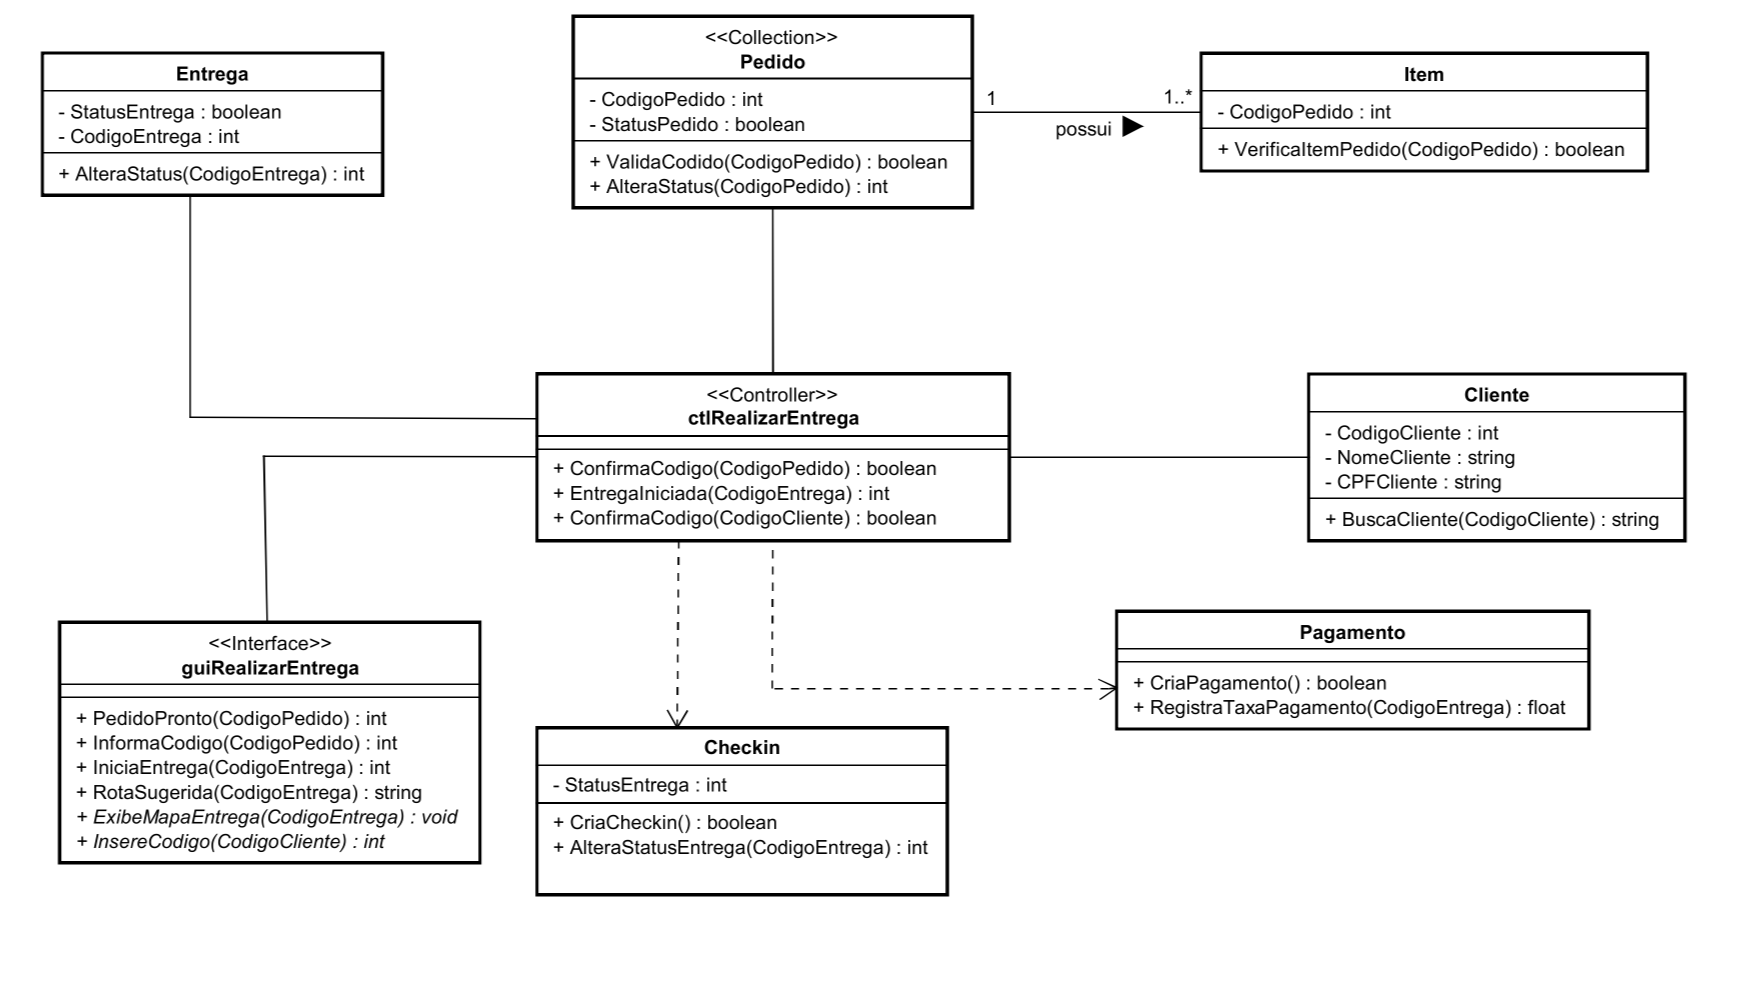 Entrega
- StatusEntrega : boolean
- CodigoEntrega : int
+ AlteraStatus(CodigoEntrega) : int
<<Collection>>
Pedido
- CodigoPedido : int
- StatusPedido : boolean
+ ValidaCodido(CodigoPedido) : boolean
+ AlteraStatus(CodigoPedido) : int
1
1..*
possui
Item
- CodigoPedido : int
+ VerificaItemPedido(CodigoPedido) : boolean
<<Controller>>
ctlRealizarEntrega
+ ConfirmaCodigo(CodigoPedido) : boolean
+ EntregaIniciada(CodigoEntrega) : int
+ ConfirmaCodigo(CodigoCliente) : boolean
Cliente
- CodigoCliente : int
- NomeCliente : string
- CPFCliente : string
+ BuscaCliente(CodigoCliente) : string
<<Interface>>
guiRealizarEntrega
+ PedidoPronto(CodigoPedido) : int
+ InformaCodigo(CodigoPedido) : int
+ IniciaEntrega(CodigoEntrega) : int
+ RotaSugerida(CodigoEntrega) : string
+ ExibeMapaEntrega(CodigoEntrega) : void
+ InsereCodigo(CodigoCliente) : int
Checkin
- StatusEntrega : int
+ CriaCheckin() : boolean
+ AlteraStatusEntrega(CodigoEntrega) : int
Pagamento
+ CriaPagamento() : boolean
+ RegistraTaxaPagamento(CodigoEntrega) : float